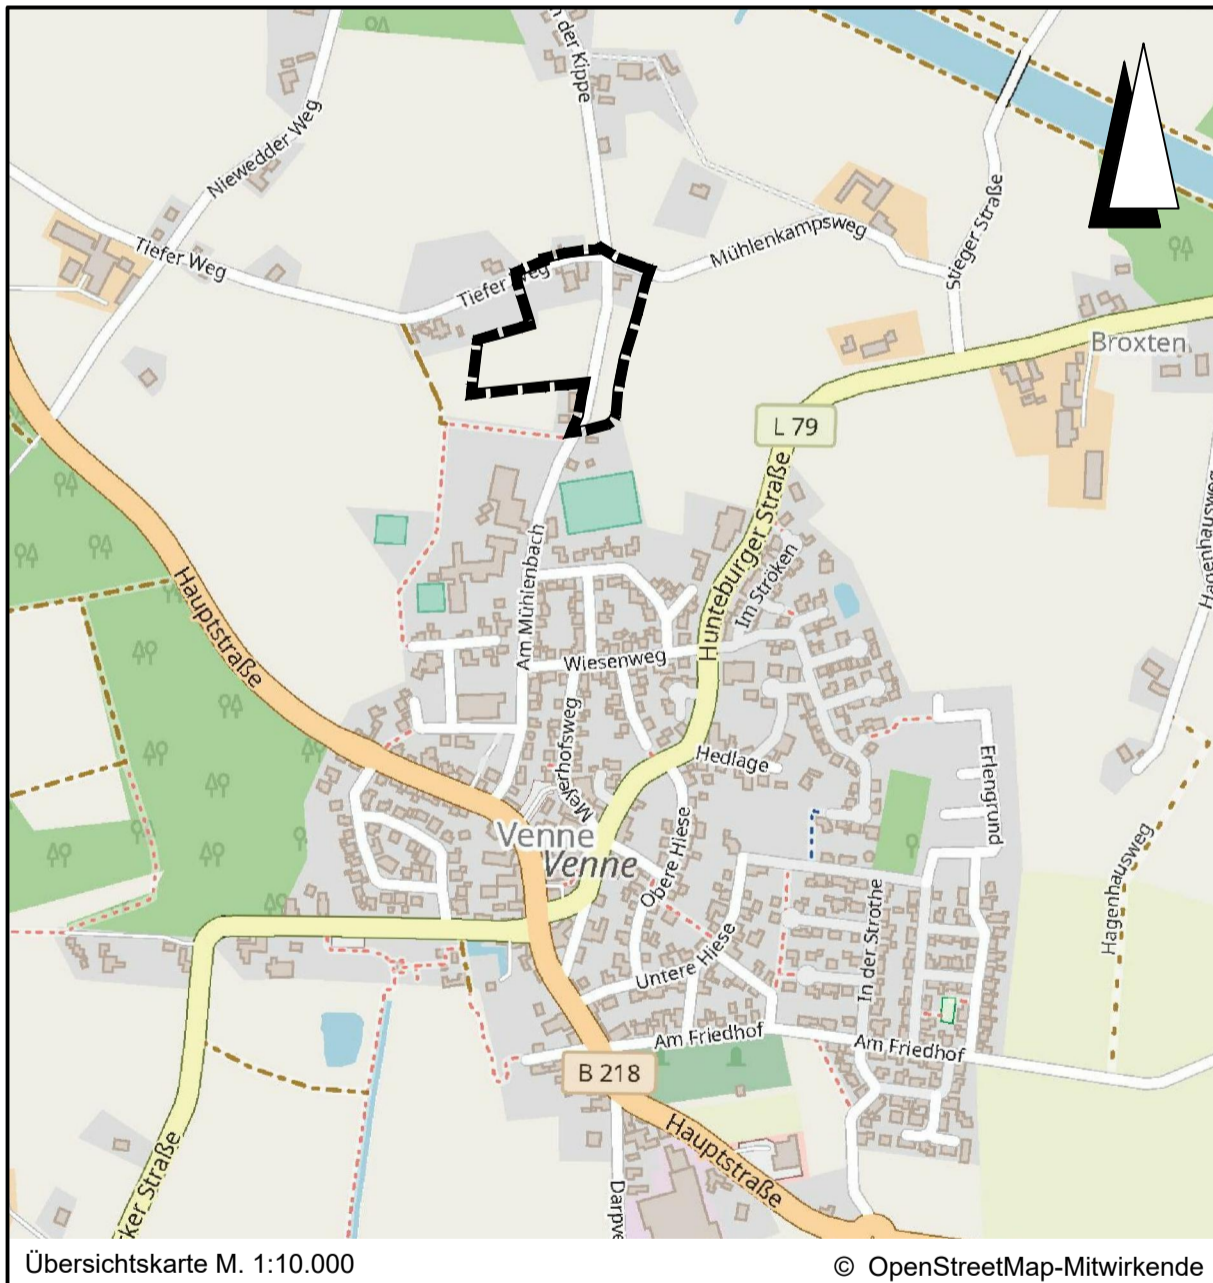 n der Kippe
Niewedder Weg
Tiefer Weg
Tiefer Weg
Mühlenkampsweg
Stieger Straße
Broxten
L 79
Hunteburger Straße
Im Ströken
Hagenhausweg
Hauptstraße
Am Mühlenbach
Wiesenweg
Meyerhofsweg
Hedlage
Erlengrund
Venne
Venne
Obere Hiese
Untere Hiese
In der Strothe
Hagenhausweg
Am Friedhof
Am Friedhof
B 218
Hauptstraße
Darpve
ker Straße
Übersichtskarte M. 1:10.000
© OpenStreetMap-Mitwirkende